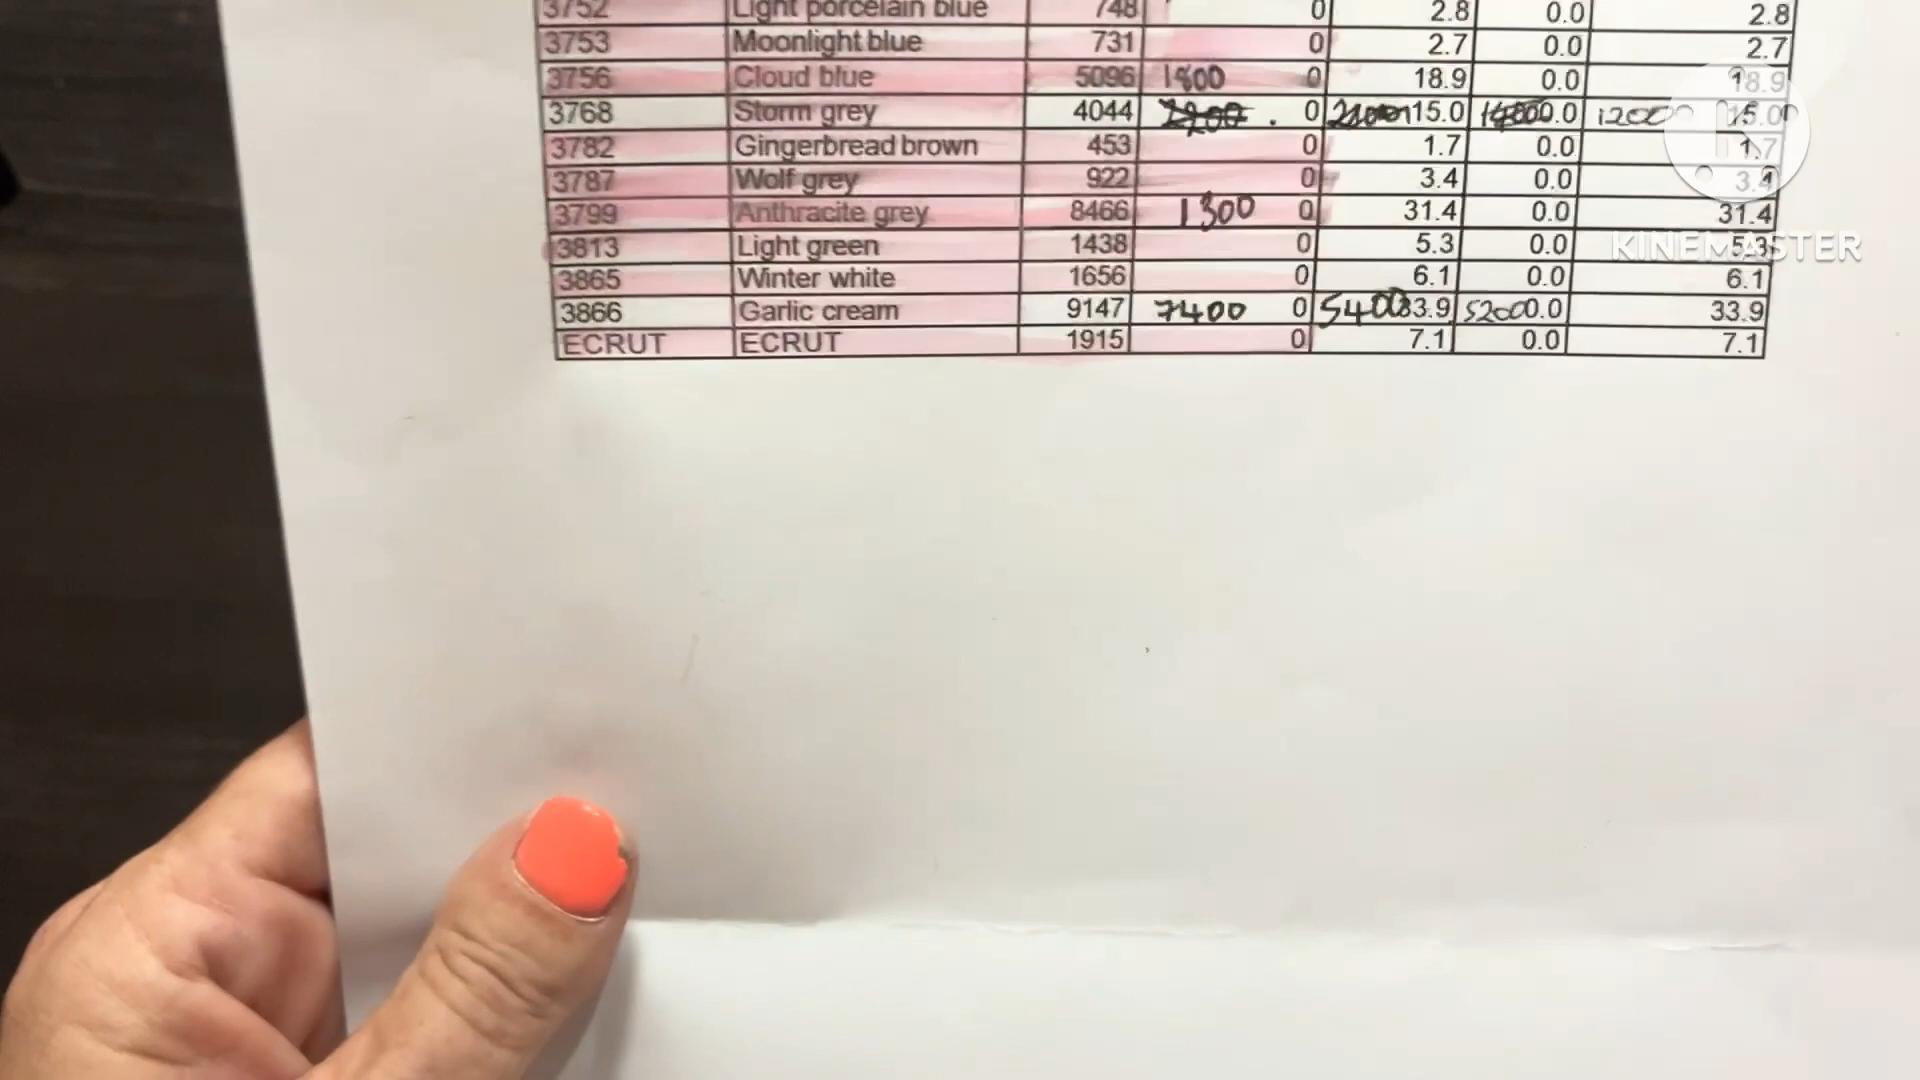 3752 Light porcelain blue 748 0 2.8 0.0 2.8
3753 Moonlight blue 731 0 2.7 0.0 2.7
3756 Cloud blue 5096 1800 0 18.9 0.0 18.9
3768 Storm grey 4044 0 15.0 0.0 1200 15.0
3782 Gingerbread brown 453 0 1.7 0.0 1.7
3787 Wolf grey 922 0 3.4 0.0 3.4
3799 Anthracite grey 8466 1300 0 31.4 0.0 31.4
3813 Light green 1438 0 5.3 0.0 5.3
KINEMASTER
3865 Winter white 1656 0 6.1 0.0 6.1
3866 Garlic cream 9147 7400 0 5400 33.9 5200 0.0 33.9
ECRUT ECRUT 1915 0 7.1 0.0 7.1